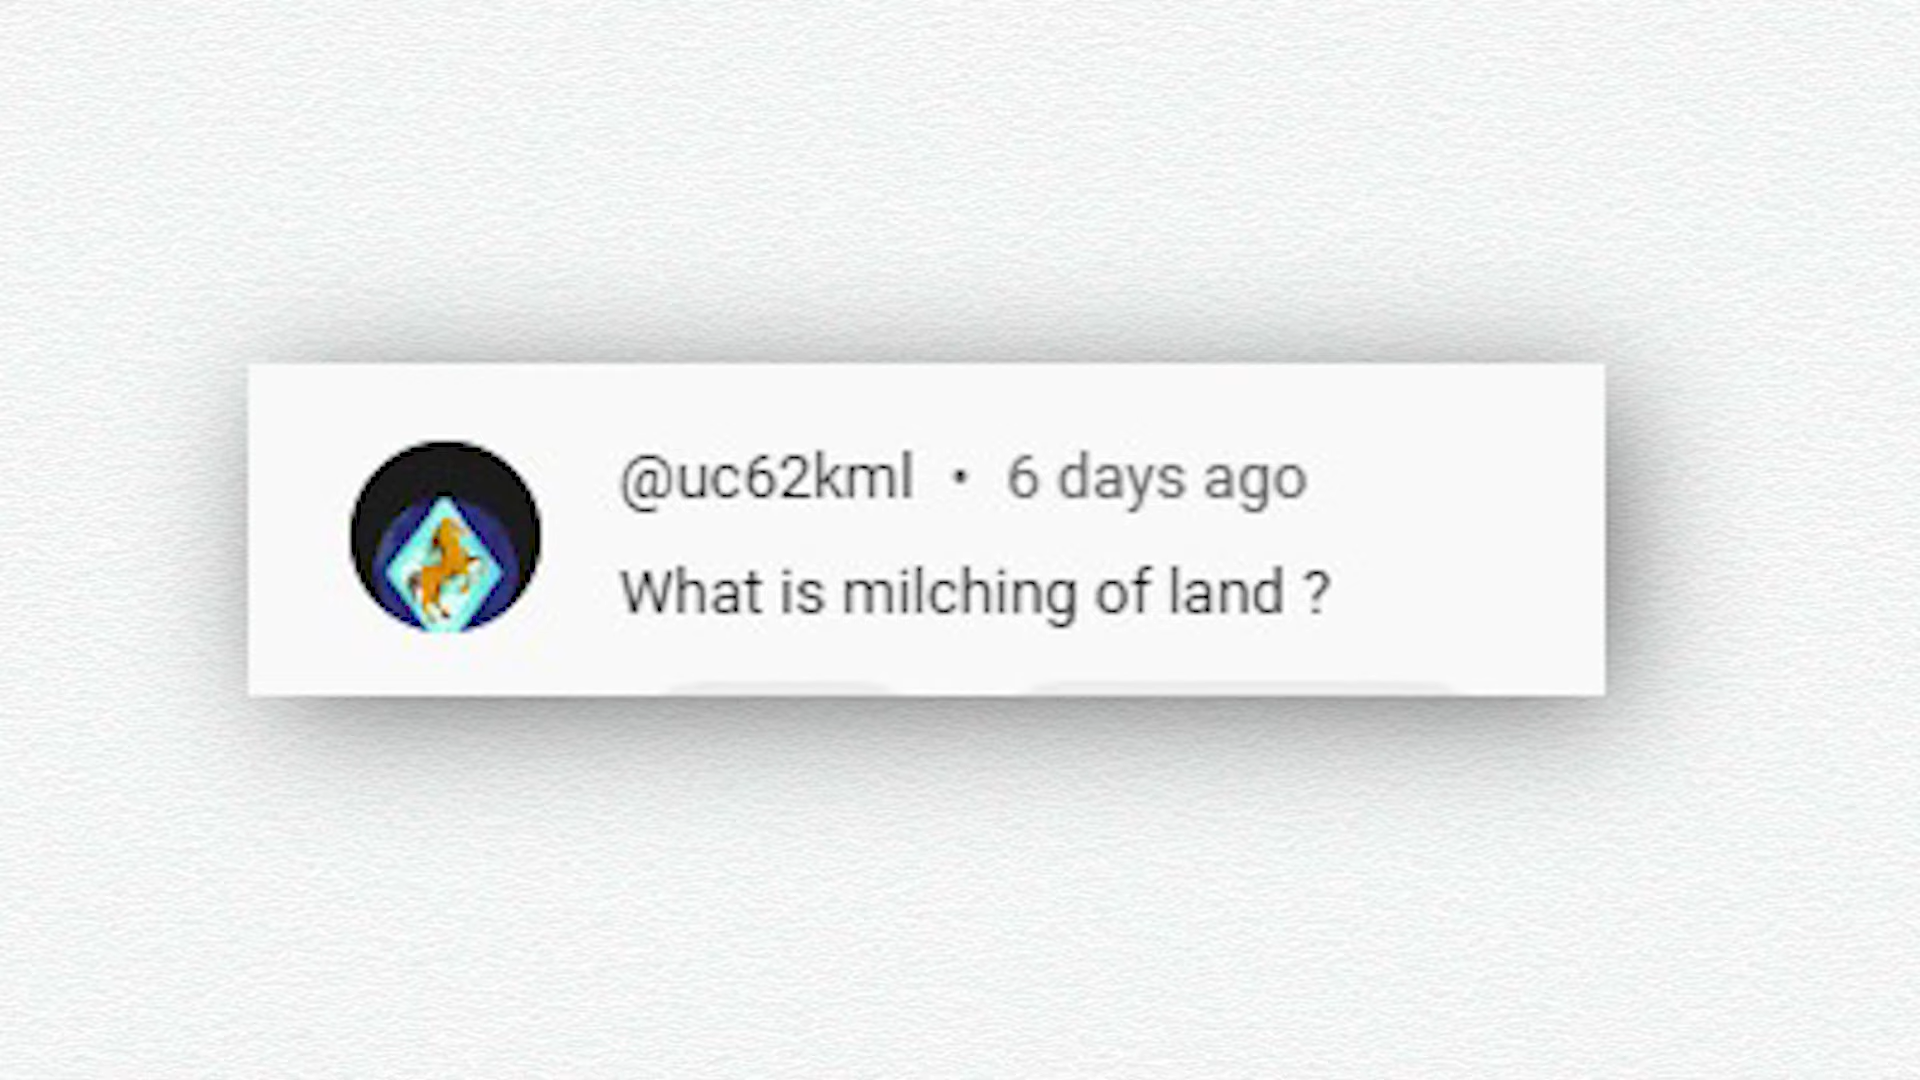 @uc62kml • 6 days ago
What is milching of land ?